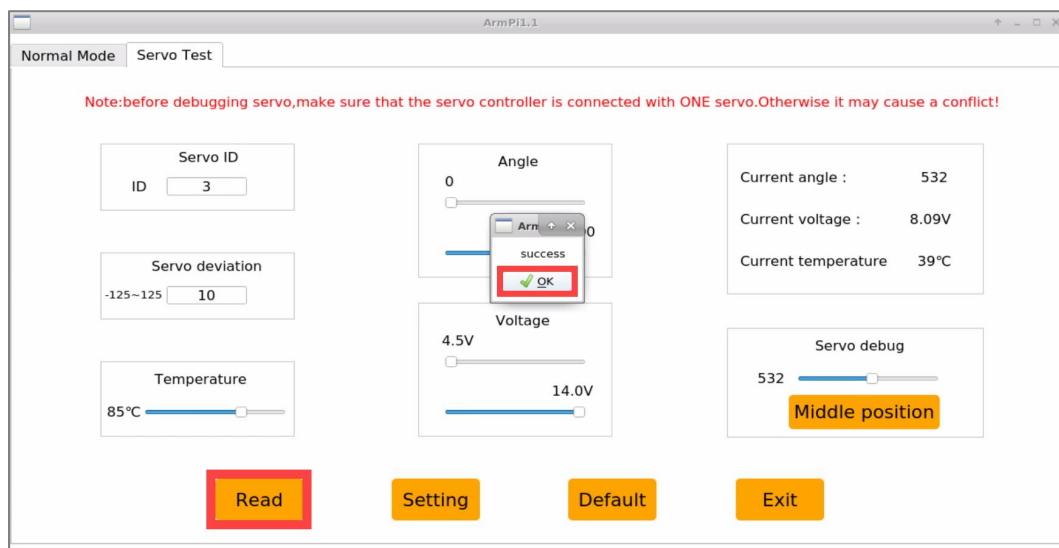 ArmPi1.1
Normal Mode
Servo Test
Note:before debugging servo,make sure that the servo controller is connected with ONE servo.Otherwise it may cause a conflict!
Servo ID
ID 3
Servo deviation
-125~125 10
Temperature
85℃
Angle
0
00
Arm
success
OK
Voltage
4.5V
14.0V
Current angle : 532
Current voltage : 8.09V
Current temperature 39℃
Servo debug
532
Middle position
Read
Setting
Default
Exit